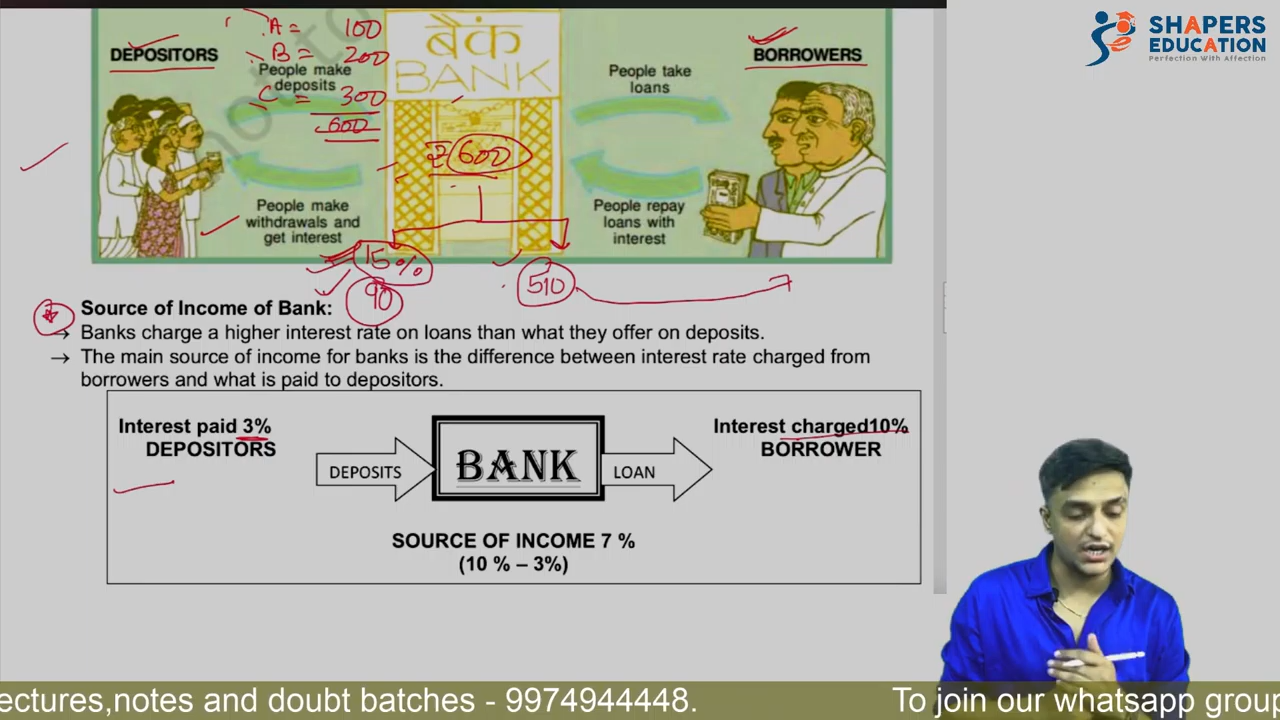 SHAPERS
EDUCATION
Perfection With Affection
A = 100
B = 200
C = 300
600
DEPOSITORS
People make
deposits
बैंक
BANK
People take
loans
BORROWERS
not to
₹ 600
People make
withdrawals and
get interest
People repay
loans with
interest
15%
90
510
Source of Income of Bank:
→ Banks charge a higher interest rate on loans than what they offer on deposits.
→ The main source of income for banks is the difference between interest rate charged from
borrowers and what is paid to depositors.
Interest paid 3%
DEPOSITORS
DEPOSITS
BANK
LOAN
Interest charged10%
BORROWER
SOURCE OF INCOME 7 %
(10 % – 3%)
ectures,notes and doubt batches - 9974944448.
To join our whatsapp group